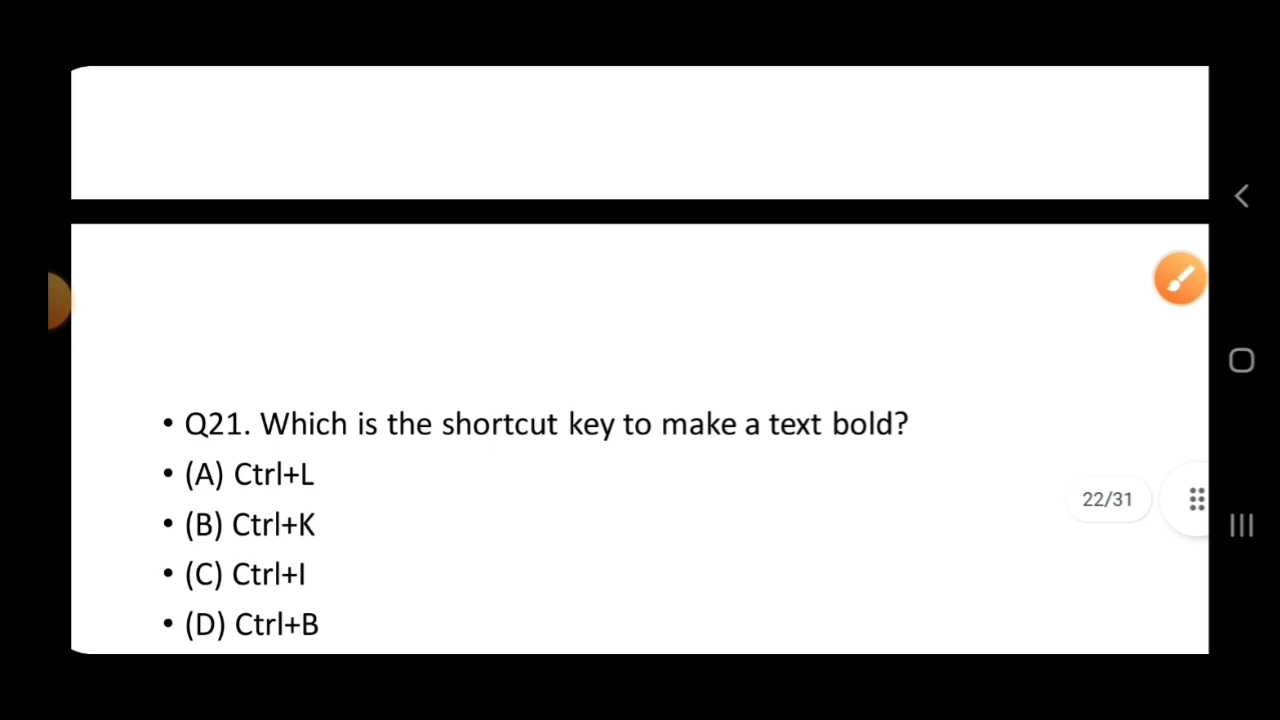 • Q21. Which is the shortcut key to make a text bold?
• (A) Ctrl+L
• (B) Ctrl+K
22/31
• (C) Ctrl+I
• (D) Ctrl+B